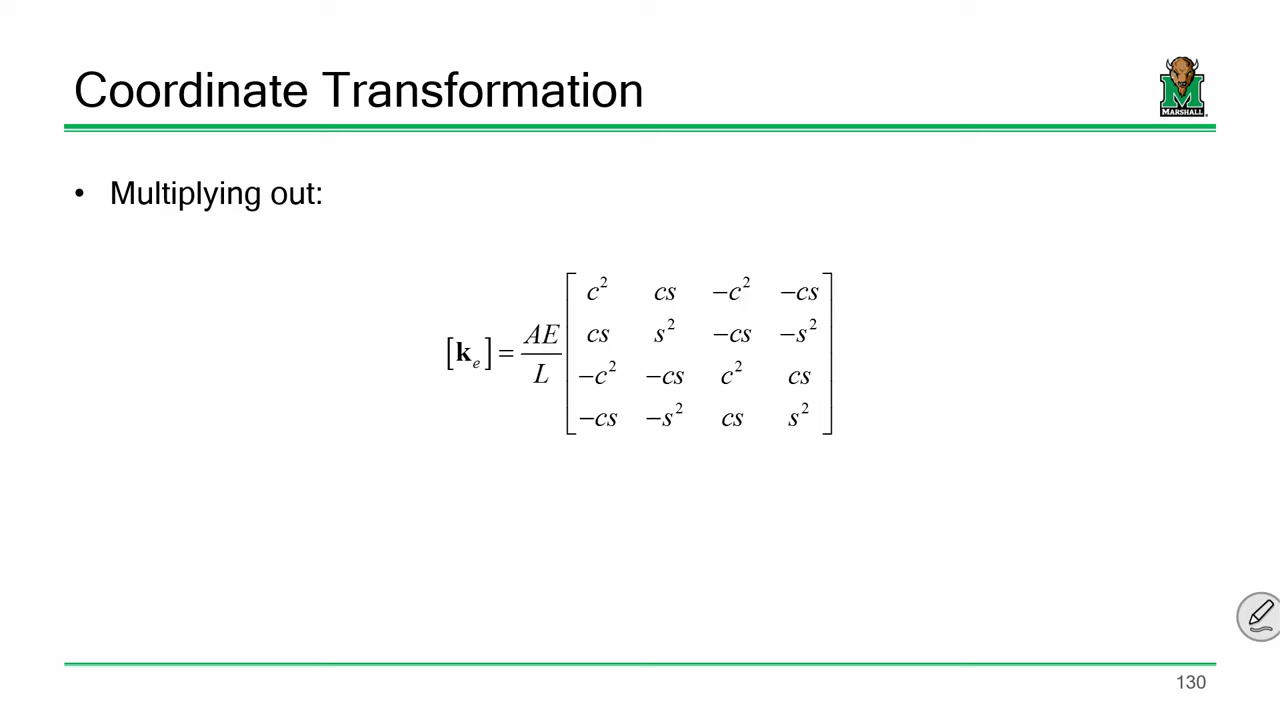 Coordinate Transformation
MARSHALL
• Multiplying out:
[k_e] = AE/L [
c² cs −c² −cs
cs s² −cs −s²
−c² −cs c² cs
−cs −s² cs s²
]
130